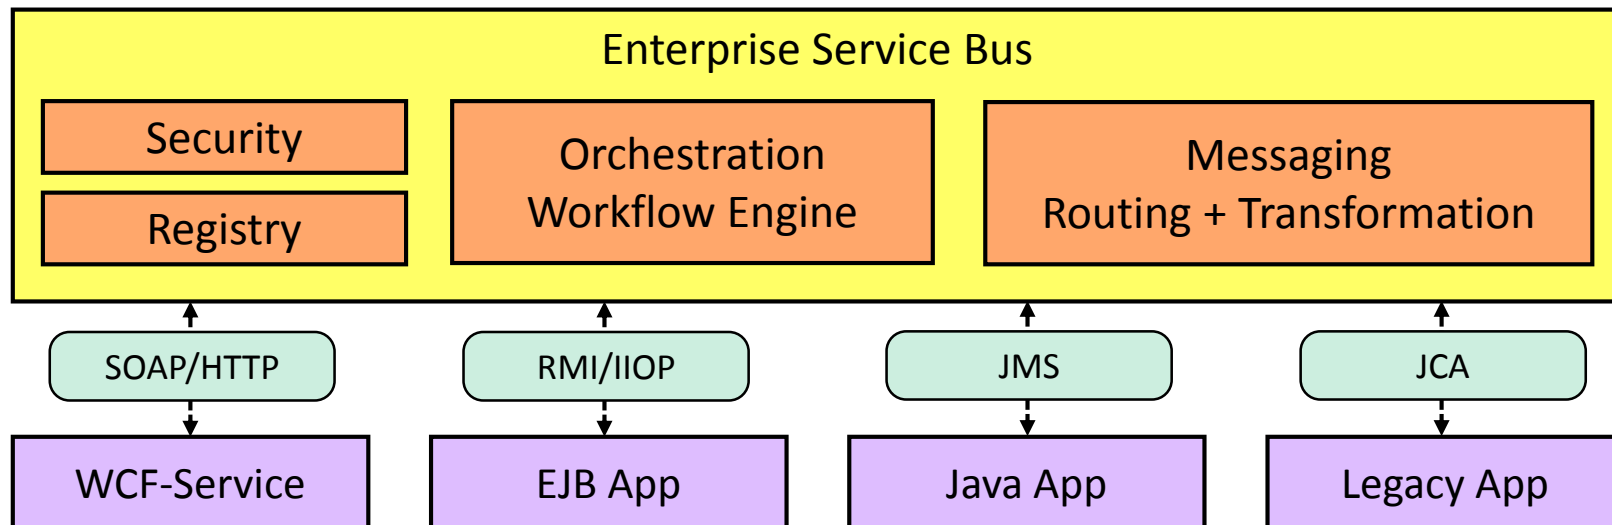 Enterprise Service Bus
Security
Registry
Orchestration
Workflow Engine
Messaging
Routing + Transformation
SOAP/HTTP
RMI/IIOP
JMS
JCA
WCF-Service
EJB App
Java App
Legacy App